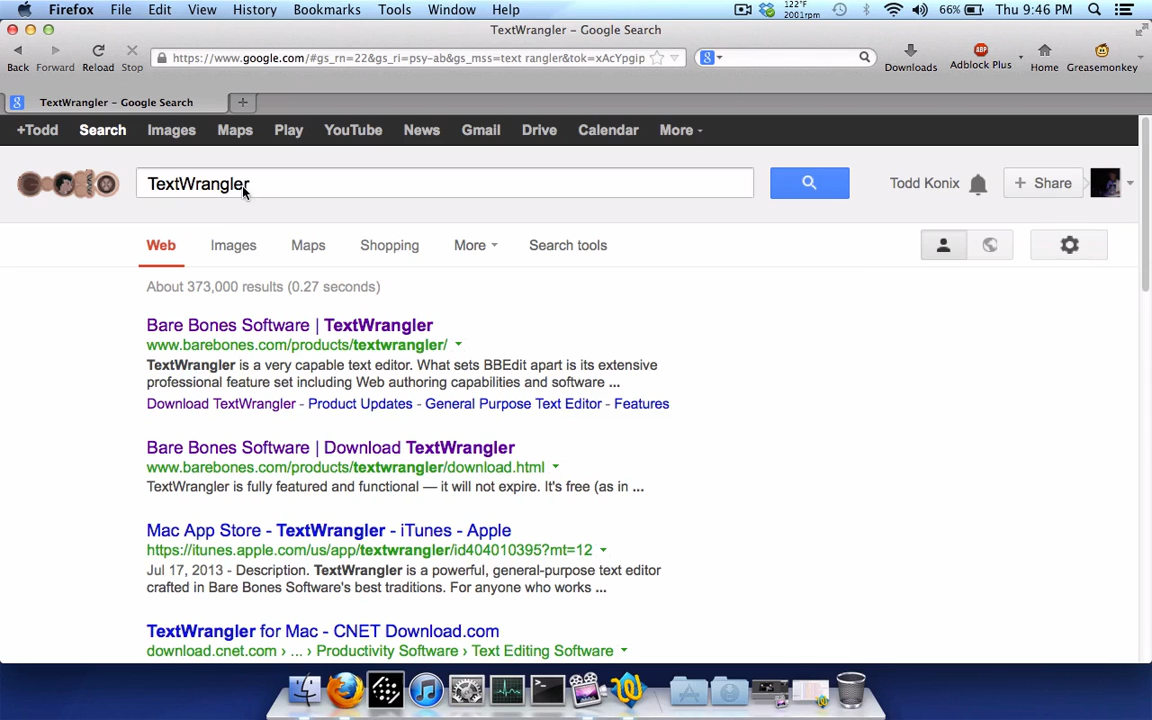 Firefox File Edit View History Bookmarks Tools Window Help 122°F 2001rpm 66% Thu 9:46 PM
TextWrangler – Google Search
Back Forward Reload Stop https://www.google.com/#gs_rn=22&gs_ri=psy-ab&gs_mss=text rangler&tok=xAcYpgip Downloads Adblock Plus Home Greasemonkey
TextWrangler – Google Search
+Todd Search Images Maps Play YouTube News Gmail Drive Calendar More
TextWrangler Todd Konix + Share
Web Images Maps Shopping More Search tools
About 373,000 results (0.27 seconds)
Bare Bones Software | TextWrangler
www.barebones.com/products/textwrangler/
TextWrangler is a very capable text editor. What sets BBEdit apart is its extensive
professional feature set including Web authoring capabilities and software ...
Download TextWrangler - Product Updates - General Purpose Text Editor - Features
Bare Bones Software | Download TextWrangler
www.barebones.com/products/textwrangler/download.html
TextWrangler is fully featured and functional — it will not expire. It's free (as in ...
Mac App Store - TextWrangler - iTunes - Apple
https://itunes.apple.com/us/app/textwrangler/id404010395?mt=12
Jul 17, 2013 - Description. TextWrangler is a powerful, general-purpose text editor
crafted in Bare Bones Software's best traditions. For anyone who works ...
TextWrangler for Mac - CNET Download.com
download.cnet.com › ... › Productivity Software › Text Editing Software